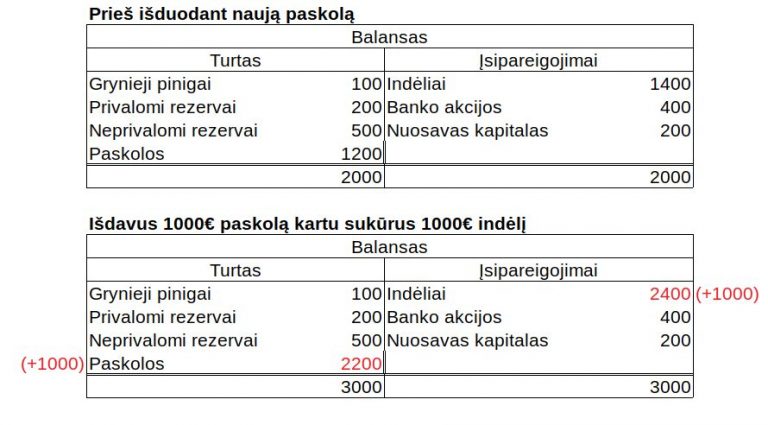 Prieš išduodant naują paskolą
Balansas
Turtas Įsipareigojimai
Grynieji pinigai 100 Indėliai 1400
Privalomi rezervai 200 Banko akcijos 400
Neprivalomi rezervai 500 Nuosavas kapitalas 200
Paskolos 1200
2000 2000
Išdavus 1000€ paskolą kartu sukūrus 1000€ indėlį
Balansas
Turtas Įsipareigojimai
Grynieji pinigai 100 Indėliai 2400 (+1000)
Privalomi rezervai 200 Banko akcijos 400
Neprivalomi rezervai 500 Nuosavas kapitalas 200
(+1000) Paskolos 2200
3000 3000